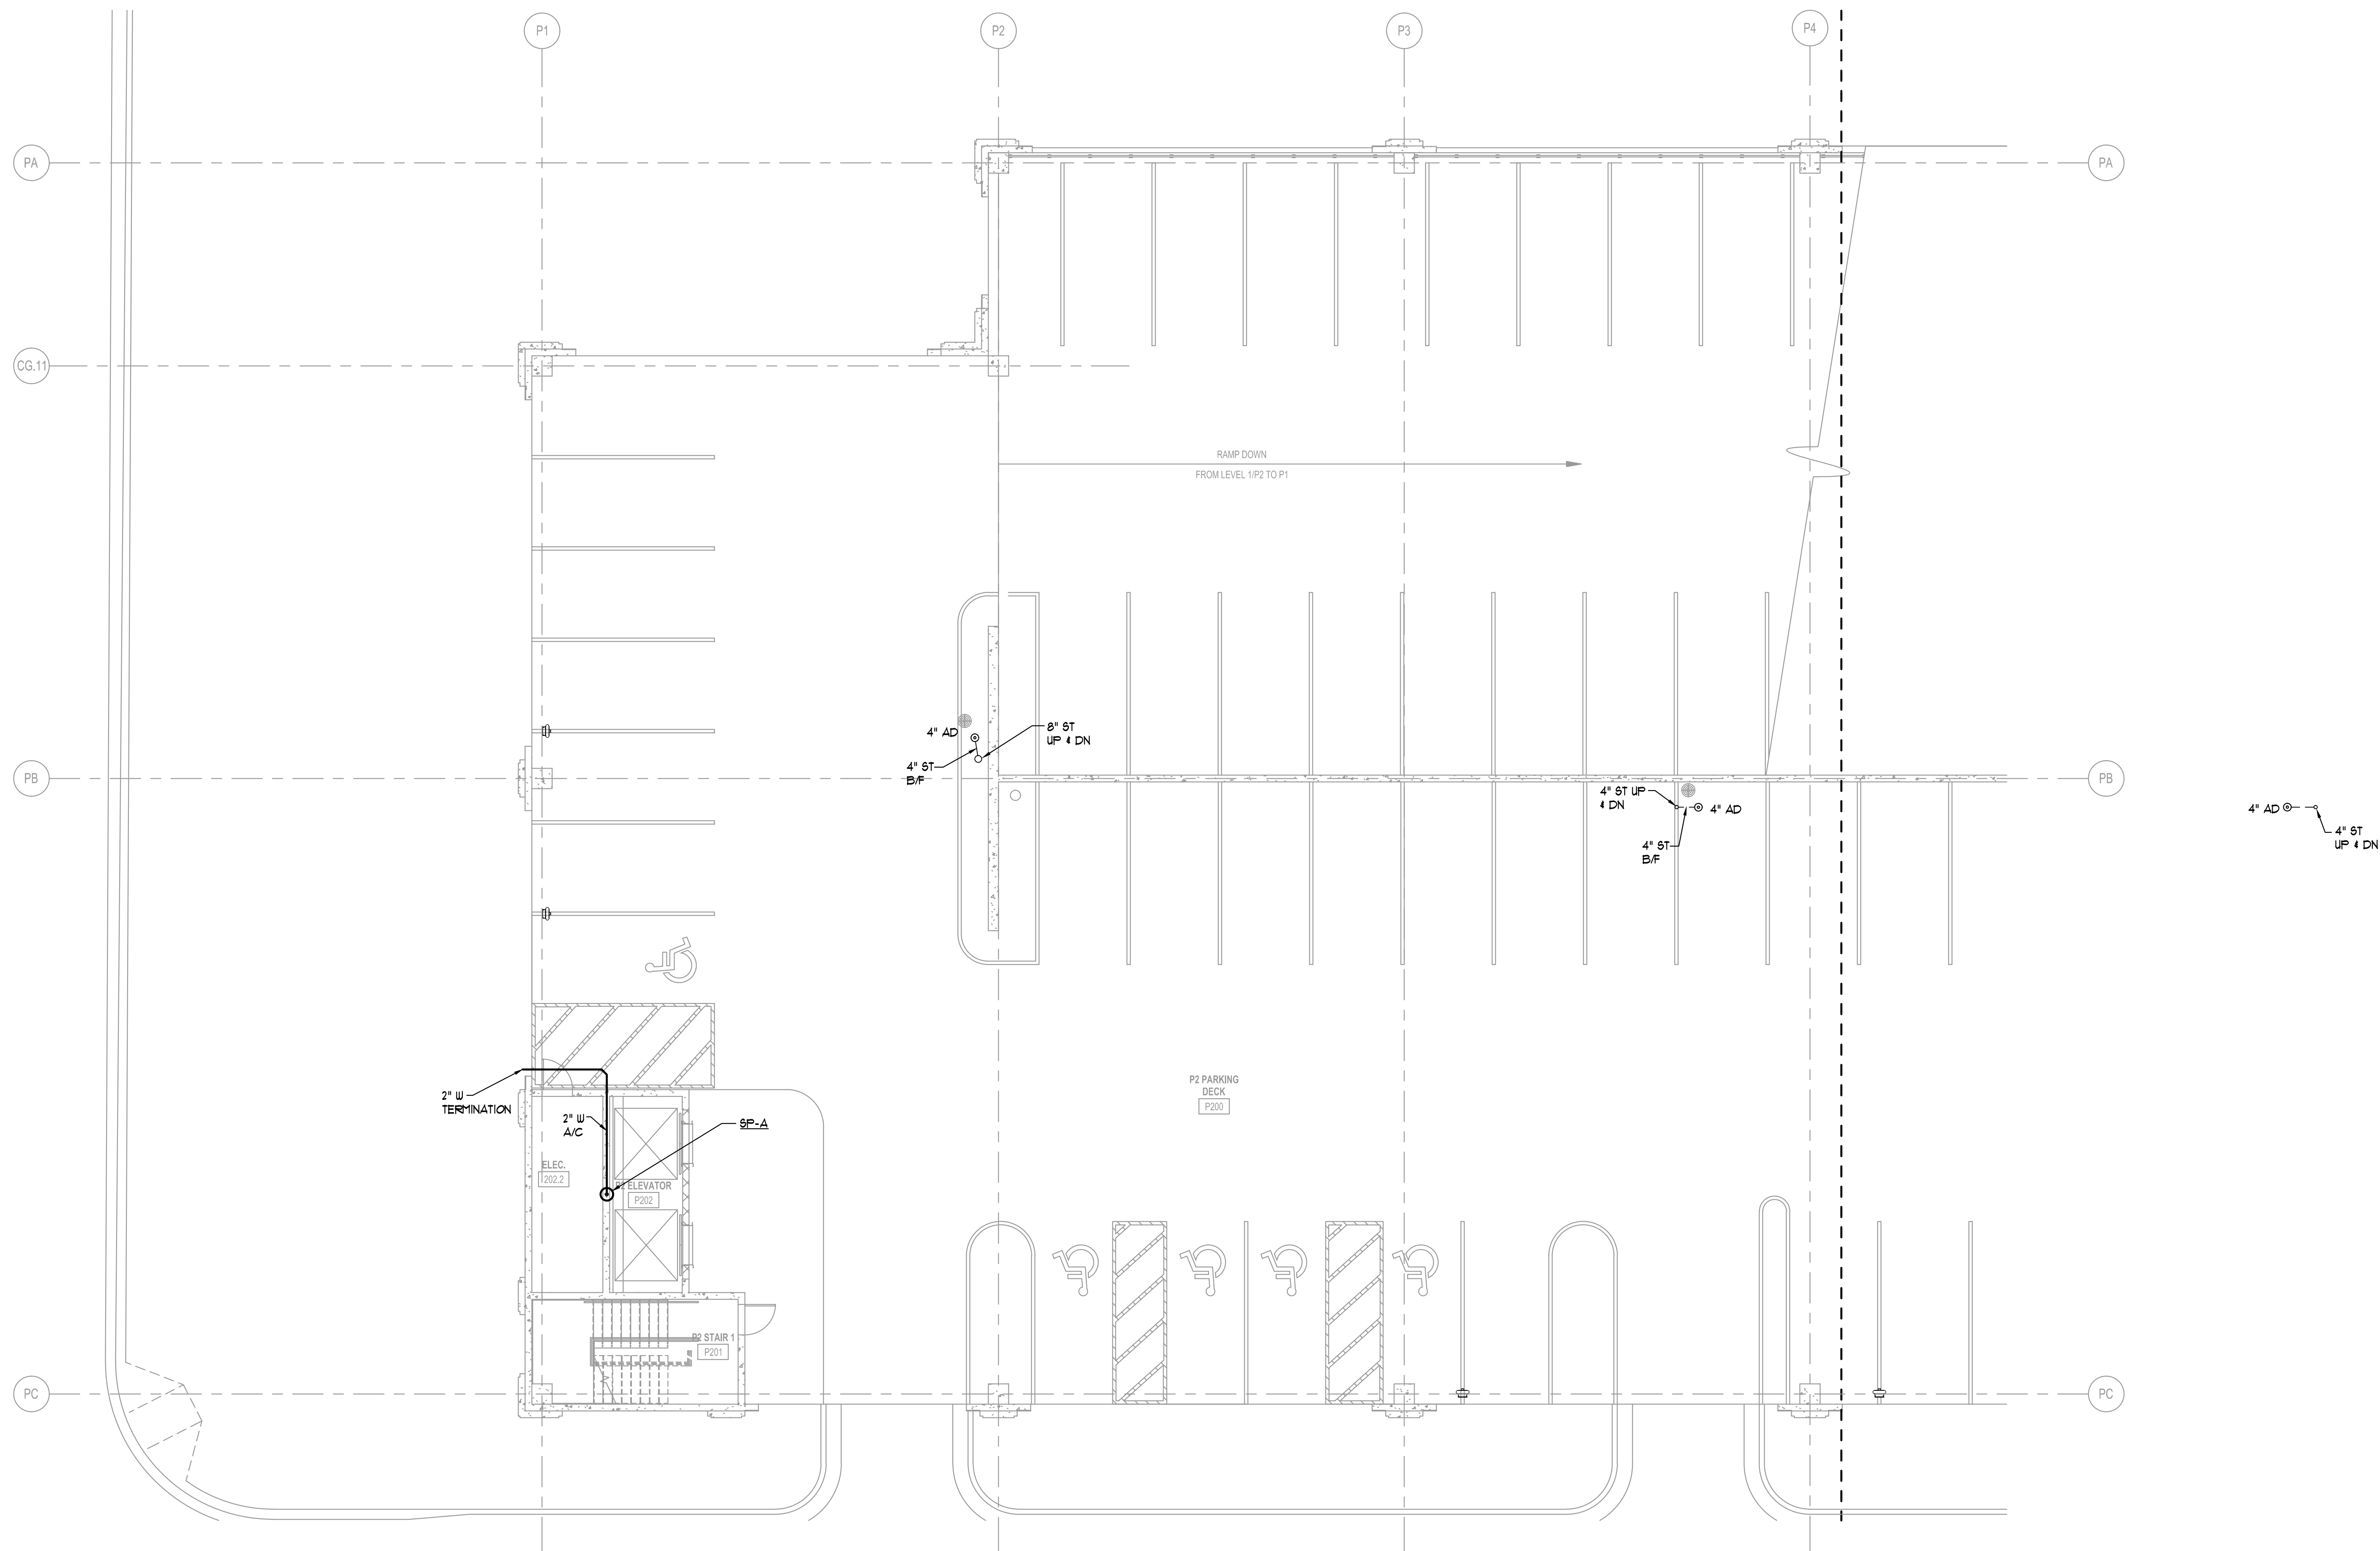 P1
P2
P3
P4
PA
PA
CG.11
RAMP DOWN
FROM LEVEL 1/P2 TO P1
4" AD
8" ST
UP & DN
4" ST
B/F
PB
PB
4" ST UP
& DN
4" AD
4" ST
B/F
4" AD
4" ST
UP & DN
2" W
TERMINATION
2" W
A/C
SP-A
P2 PARKING
DECK
P200
ELEC.
202.2
P2 ELEVATOR
P202
P2 STAIR 1
P201
PC
PC